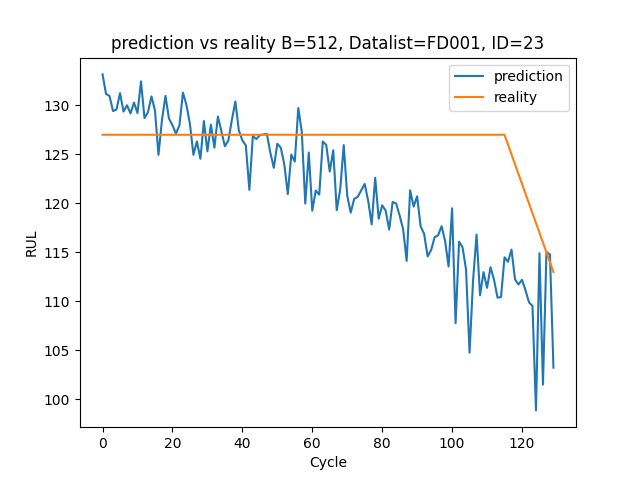 prediction vs reality B=512, Datalist=FD001, ID=23
prediction
reality
RUL
130
125
120
115
110
105
100
0 20 40 60 80 100 120
Cycle